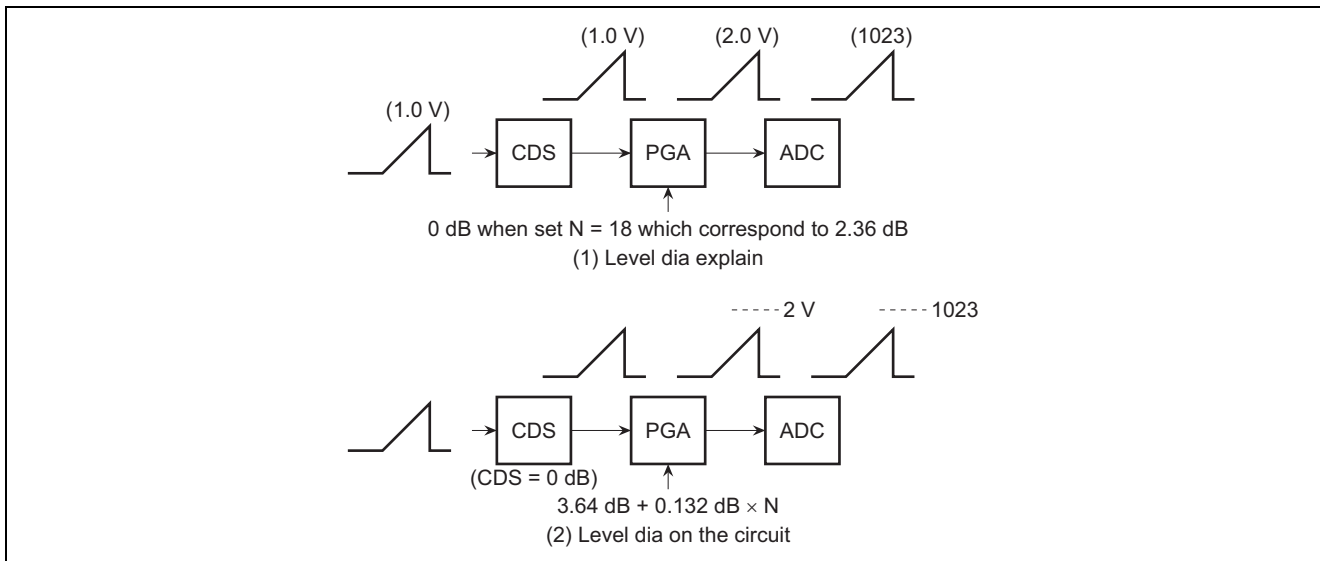 (1.0 V) (2.0 V) (1023)
(1.0 V)
CDS PGA ADC
0 dB when set N = 18 which correspond to 2.36 dB
(1) Level dia explain
2 V 1023
CDS PGA ADC
(CDS = 0 dB)
3.64 dB + 0.132 dB × N
(2) Level dia on the circuit